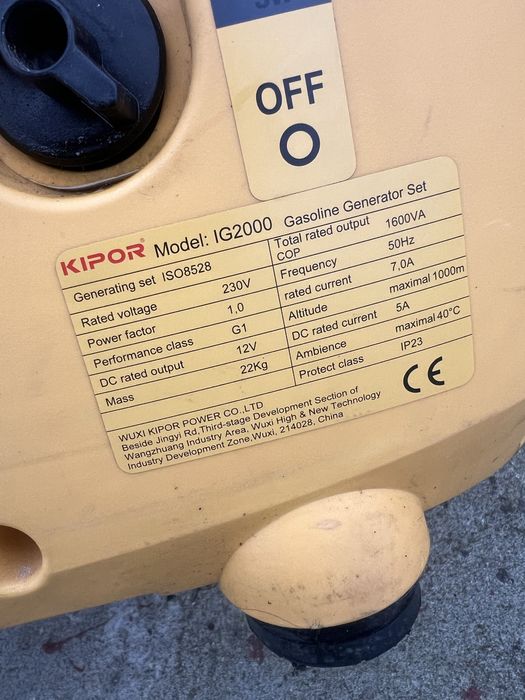 OFF
KIPOR® Model: IG2000 Gasoline Generator Set
Generating set ISO8528
Rated voltage 230V
Power factor 1,0
Performance class G1
DC rated output 12V
Mass 22Kg
Total rated output
COP 1600VA
Frequency 50Hz
rated current 7,0A
Altitude maximal 1000m
DC rated current 5A
Ambience maximal 40°C
Protect class IP23
WUXI KIPOR POWER CO.,LTD
Beside Jingyi Rd,Third-stage Development Section of
Wangzhuang Industry Area, Wuxi High & New Technology
Industry Development Zone,Wuxi, 214028, China
CE